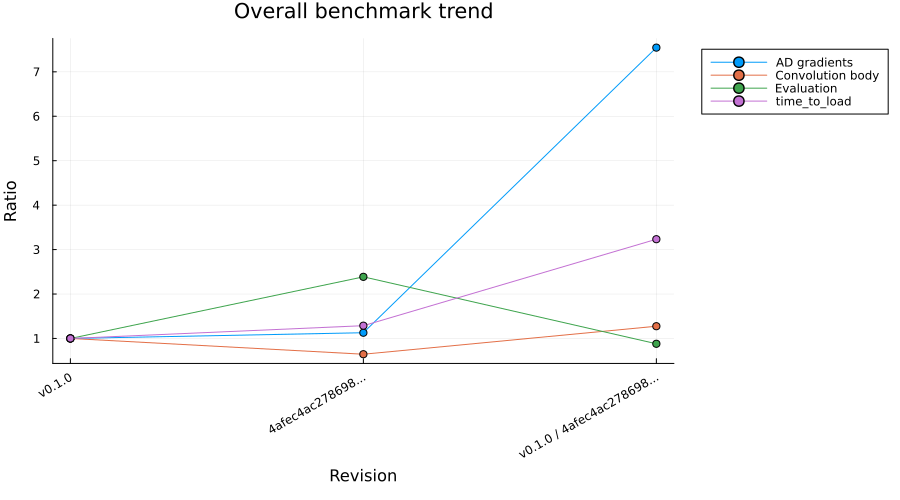 Overall benchmark trend
AD gradients
Convolution body
Evaluation
time_to_load
Ratio
7
6
5
4
3
2
1
v0.1.0
4afec4ac278698...
v0.1.0 / 4afec4ac278698...
Revision